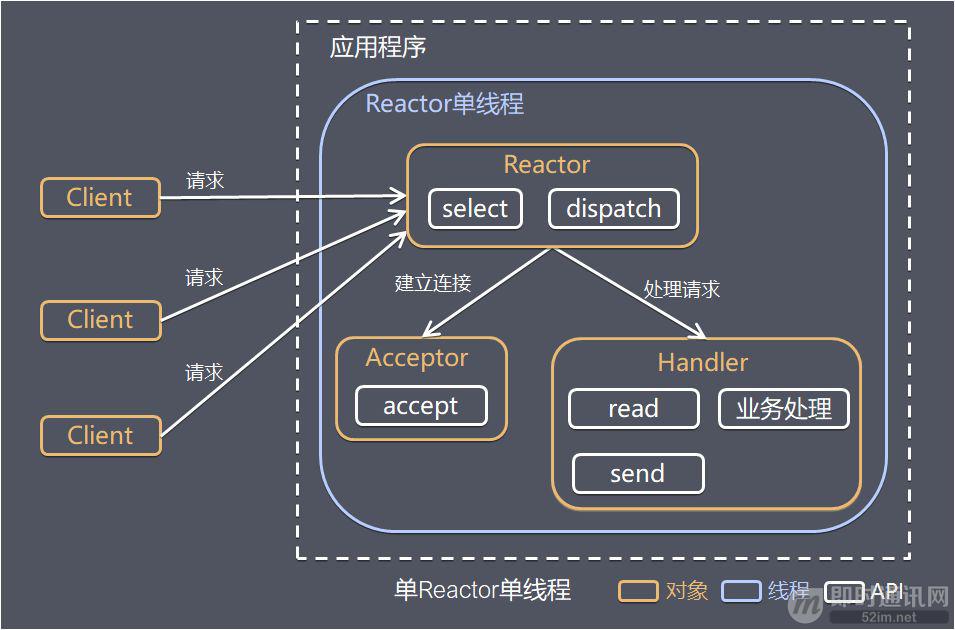 应用程序
Reactor单线程
Reactor
select
dispatch
Client
请求
Client
请求
Client
请求
建立连接
处理请求
Acceptor
accept
Handler
read
业务处理
send
单Reactor单线程
对象
线程
API
即时通讯网
52im.net